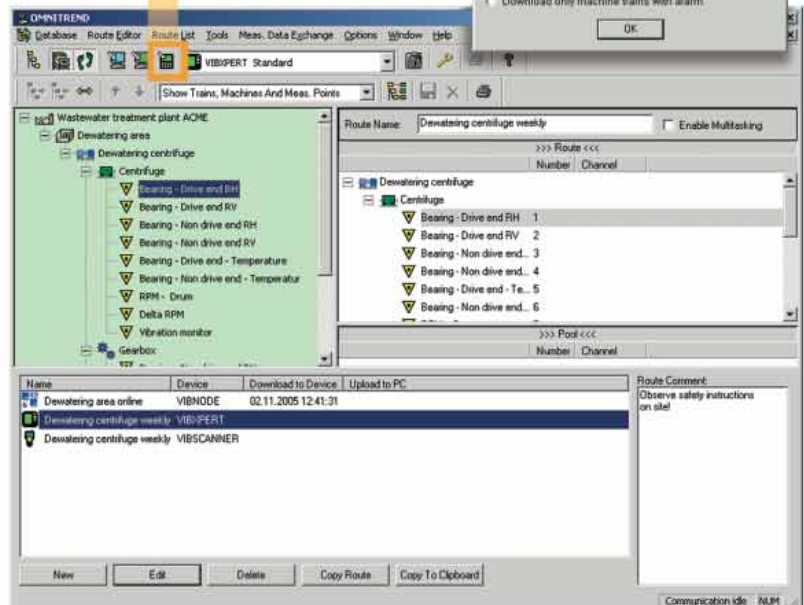 Download only machine trains with alarm
OK
OMNITREND
Database Route Editor Route List Tools Meas. Data Exchange Options Window Help
VIBXPERT Standard
Show Trains, Machines And Meas. Points
Wastewater treatment plant ACME
Dewatering area
Dewatering centrifuge
Centrifuge
Bearing - Drive end RH
Bearing - Drive end RV
Bearing - Non drive end RH
Bearing - Non drive end RV
Bearing - Drive end - Temperature
Bearing - Non drive end - Temperatur
RPM - Drum
Delta RPM
Vibration monitor
Gearbox
Route Name: Dewatering centrifuge weekly Enable Multitasking
>>> Route <<<
Number Channel
Dewatering centrifuge
Centrifuge
Bearing - Drive end RH 1
Bearing - Drive end RV 2
Bearing - Non drive end... 3
Bearing - Non drive end... 4
Bearing - Drive end - Te... 5
Bearing - Non drive end... 6
>>> Pool <<<
Number Channel
Name Device Download to Device Upload to PC
Dewatering area online VIBNODE 02.11.2005 12:41:31
Dewatering centrifuge weekly VIBXPERT
Dewatering centrifuge weekly VIBSCANNER
Route Comment:
Observe safety instructions
on site!
New Edit Delete Copy Route Copy To Clipboard
Communication idle NUM